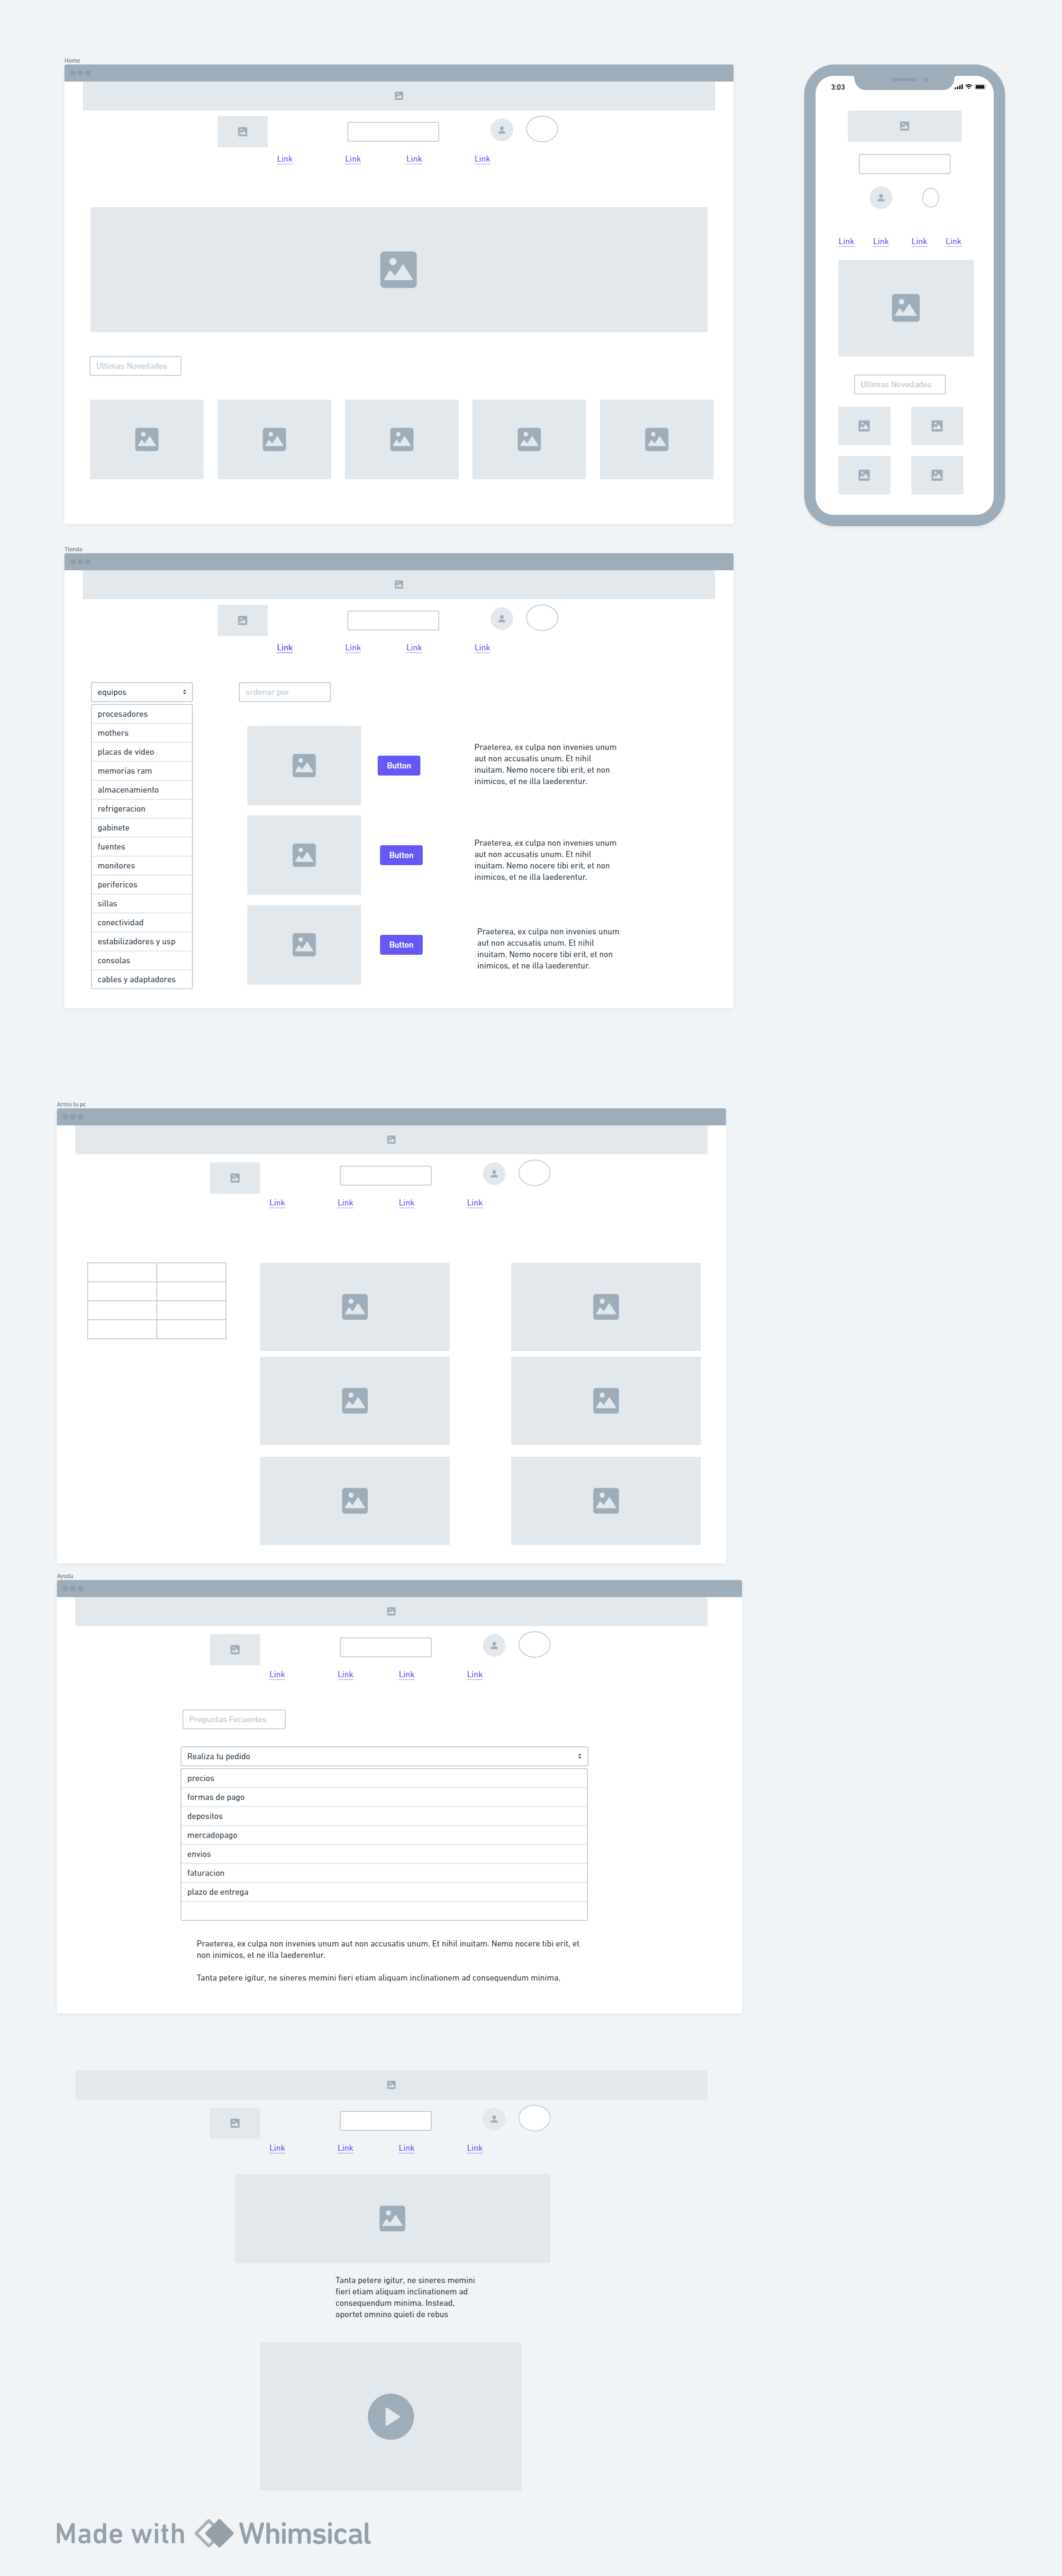 Home
3:03
Link Link Link Link
Ultimas Novedades
Link Link Link Link
Ultimas Novedados
Tienda
Link Link Link Link
equipos
procesadores
mothers
placas de video
memorias ram
almacenamiento
refrigeracion
gabinete
fuentes
monitores
perifericos
sillas
conectividad
estabilizadores y usp
consolas
cables y adaptadores
ordenar por
Button
Praeterea, ex culpa non invenies unum
aut non accusatis unum. Et nihil
inuitam. Nemo nocere tibi erit, et non
inimicos, et ne illa laederentur.
Button
Praeterea, ex culpa non invenies unum
aut non accusatis unum. Et nihil
inuitam. Nemo nocere tibi erit, et non
inimicos, et ne illa laederentur.
Button
Praeterea, ex culpa non invenies unum
aut non accusatis unum. Et nihil
inuitam. Nemo nocere tibi erit, et non
inimicos, et ne illa laederentur.
Arma tu pc
Link Link Link Link
Ayuda
Link Link Link Link
Preguntas Fecuentes
Realiza tu pedido
precios
formas de pago
depositos
mercadopago
envios
faturacion
plazo de entrega
Praeterea, ex culpa non invenies unum aut non accusatis unum. Et nihil inuitam. Nemo nocere tibi erit, et
non inimicos, et ne illa laederentur.
Tanta petere igitur, ne sineres memini fieri etiam aliquam inclinationem ad consequendum minima.
Link Link Link Link
Tanta petere igitur, ne sineres memini
fieri etiam aliquam inclinationem ad
consequendum minima. Instead,
oportet omnino quieti de rebus
Made with Whimsical